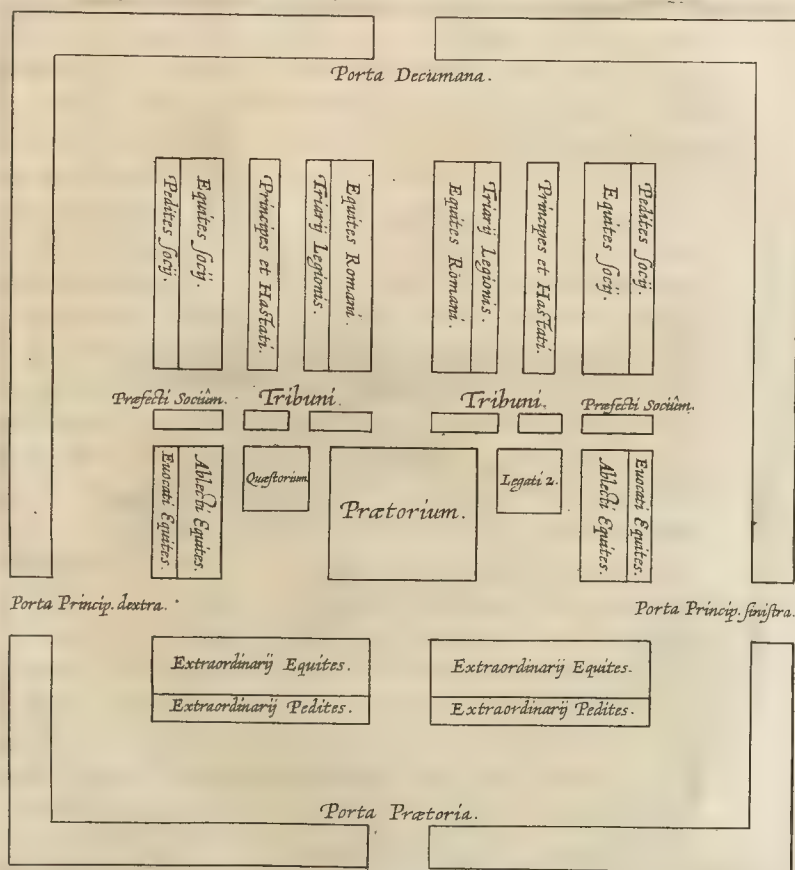 Porta Decumana.
Pedites ſocij.
Equites ſocij.
Principes et Haſtati.
Triarij Legionis.
Equites Romani.
Equites Romani.
Triarij Legionis.
Principes et Haſtati.
Equites ſocij.
Pedites ſocij.
Præfecti Sociûm.
Tribuni.
Tribuni.
Præfecti Sociûm.
Euocati Equites.
Ablecti Equites.
Quæſtorium.
Prætorium.
Legati 2.
Ablecti Equites.
Euocati Equites.
Porta Princip. dextra.
Porta Princip. ſiniſtra.
Extraordinarij Equites.
Extraordinarij Pedites.
Extraordinarij Equites.
Extraordinarij Pedites.
Porta Prætoria.